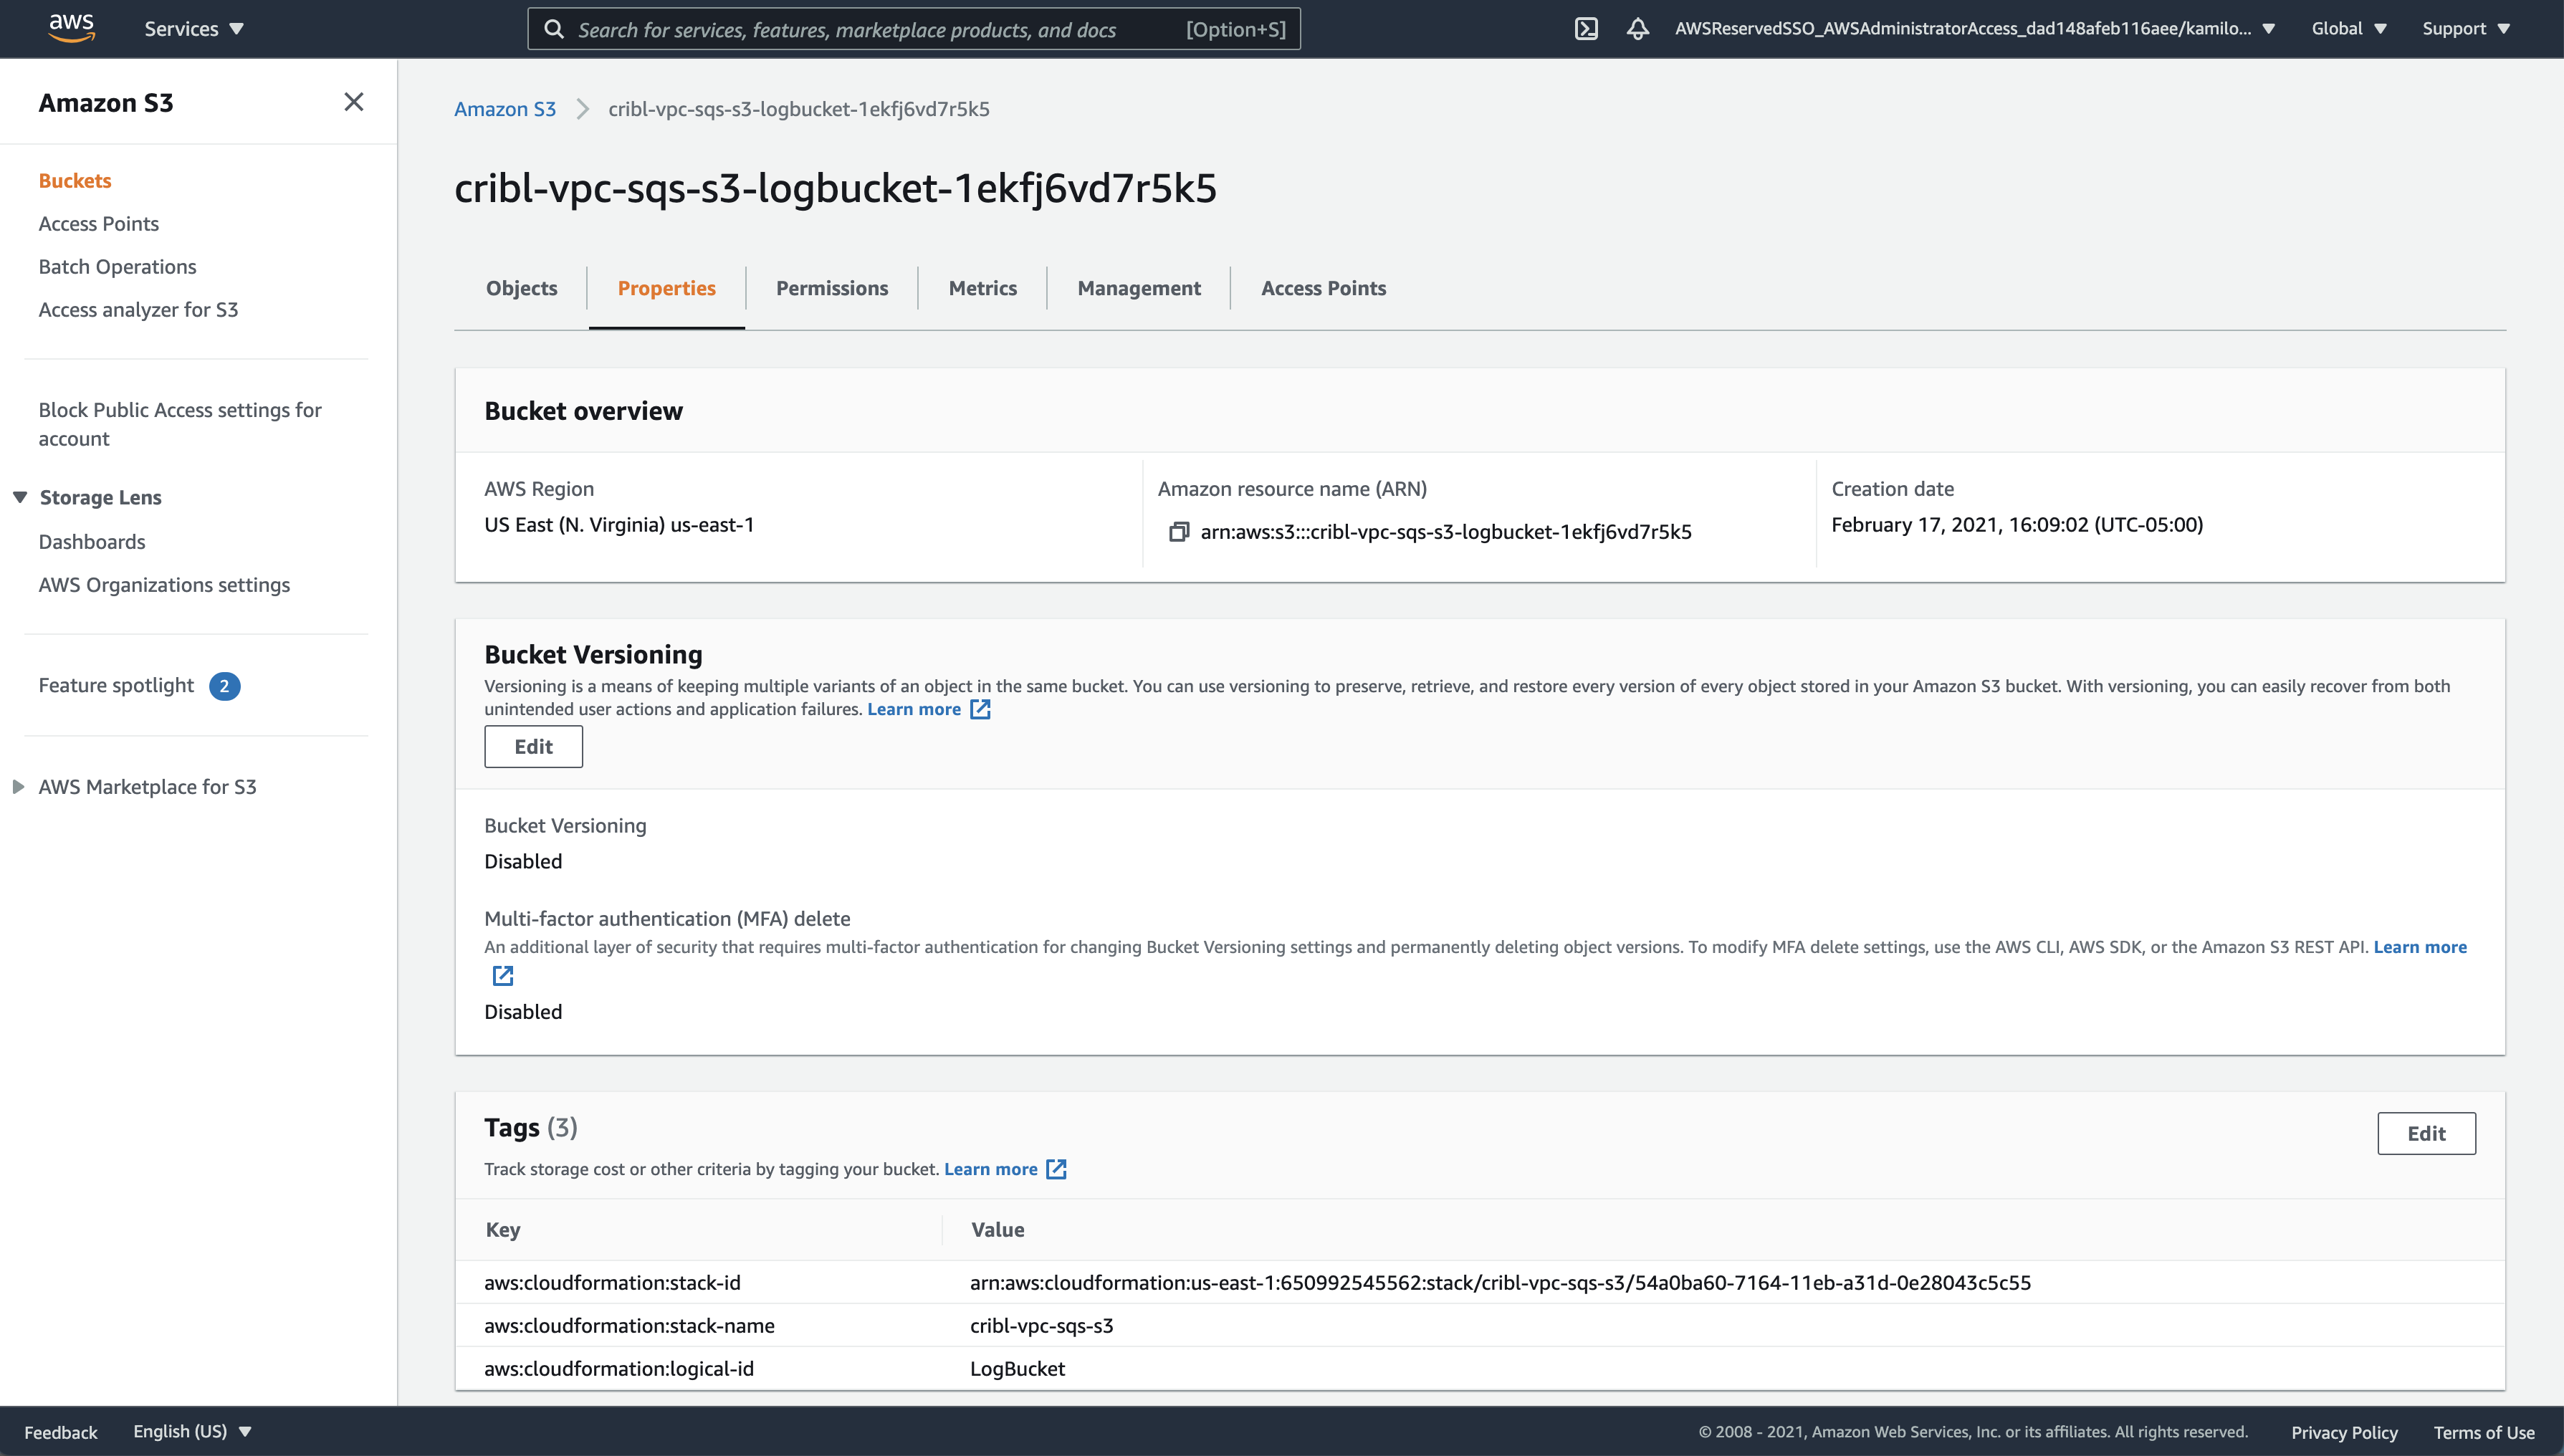 aws
Services
Search for services, features, marketplace products, and docs [Option+S]
AWSReservedSSO_AWSAdministratorAccess_dad148afeb116aee/kamilo...
Global
Support
Amazon S3
Buckets
Access Points
Batch Operations
Access analyzer for S3
Block Public Access settings for
account
Storage Lens
Dashboards
AWS Organizations settings
Feature spotlight 2
AWS Marketplace for S3
Amazon S3 cribl-vpc-sqs-s3-logbucket-1ekfj6vd7r5k5
cribl-vpc-sqs-s3-logbucket-1ekfj6vd7r5k5
Objects Properties Permissions Metrics Management Access Points
Bucket overview
AWS Region
US East (N. Virginia) us-east-1
Amazon resource name (ARN)
arn:aws:s3:::cribl-vpc-sqs-s3-logbucket-1ekfj6vd7r5k5
Creation date
February 17, 2021, 16:09:02 (UTC-05:00)
Bucket Versioning
Versioning is a means of keeping multiple variants of an object in the same bucket. You can use versioning to preserve, retrieve, and restore every version of every object stored in your Amazon S3 bucket. With versioning, you can easily recover from both
unintended user actions and application failures. Learn more
Edit
Bucket Versioning
Disabled
Multi-factor authentication (MFA) delete
An additional layer of security that requires multi-factor authentication for changing Bucket Versioning settings and permanently deleting object versions. To modify MFA delete settings, use the AWS CLI, AWS SDK, or the Amazon S3 REST API. Learn more
Disabled
Tags (3)
Edit
Track storage cost or other criteria by tagging your bucket. Learn more
Key Value
aws:cloudformation:stack-id arn:aws:cloudformation:us-east-1:650992545562:stack/cribl-vpc-sqs-s3/54a0ba60-7164-11eb-a31d-0e28043c5c55
aws:cloudformation:stack-name cribl-vpc-sqs-s3
aws:cloudformation:logical-id LogBucket
Feedback English (US) © 2008 - 2021, Amazon Web Services, Inc. or its affiliates. All rights reserved. Privacy Policy Terms of Use